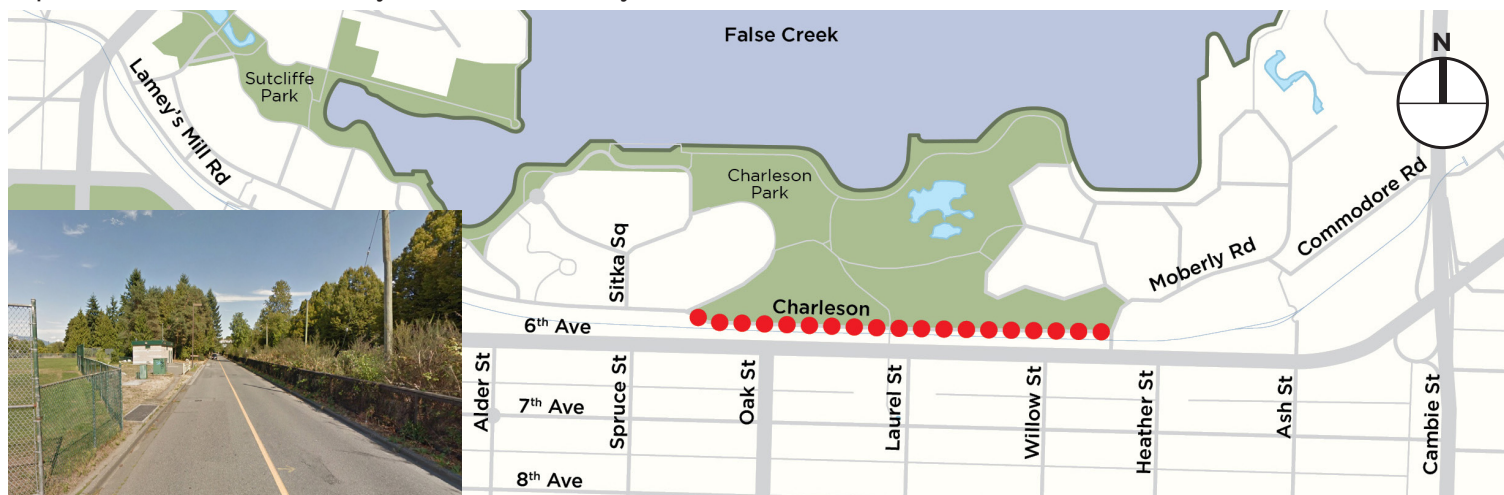 False Creek
N
Sutcliffe
Park
Lamey's Mill Rd
Charleson
Park
Sitka Sq
Moberly Rd
Commodore Rd
Charleson
6th Ave
Alder St
Spruce St
Oak St
Laurel St
Willow St
Heather St
Ash St
Cambie St
7th Ave
8th Ave